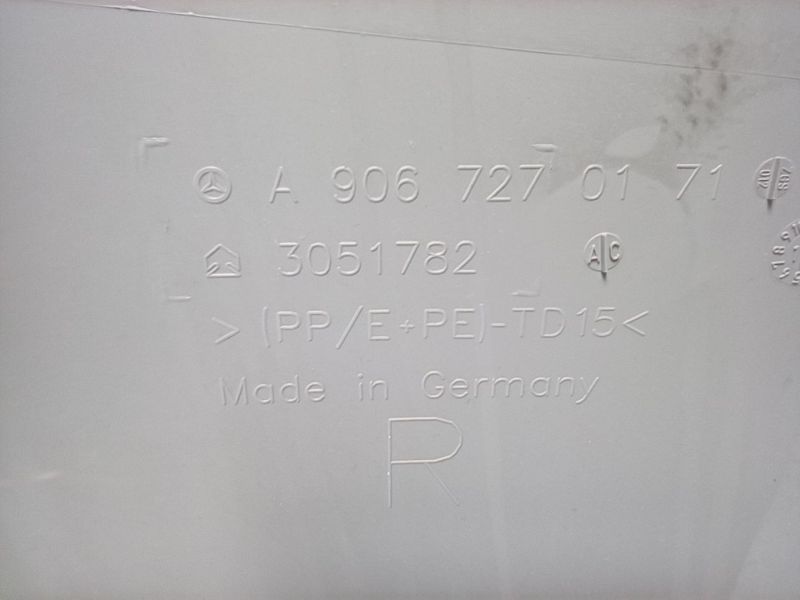 A 906 727 01 71
3051782
A C
>(PP/E+PE)-TD15<
Made in Germany
R